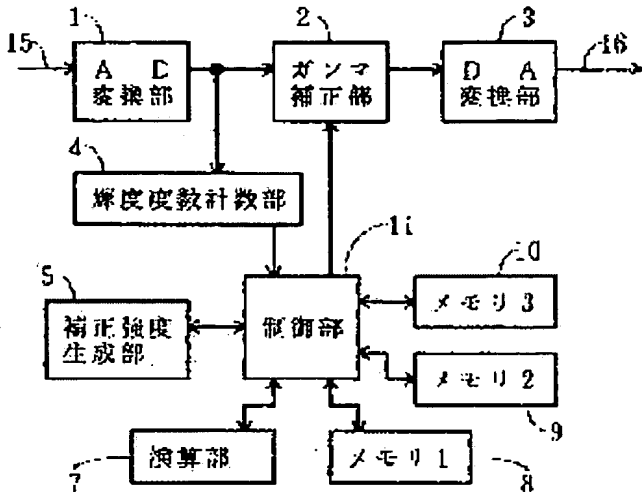 1
2
3
15
A D
変換部
ガンマ
補正部
D A
変換部
16
4
輝度度数計数部
11
5
補正強度
生成部
制御部
10
メモリ3
メモリ2
9
演算部
7
メモリ1
8